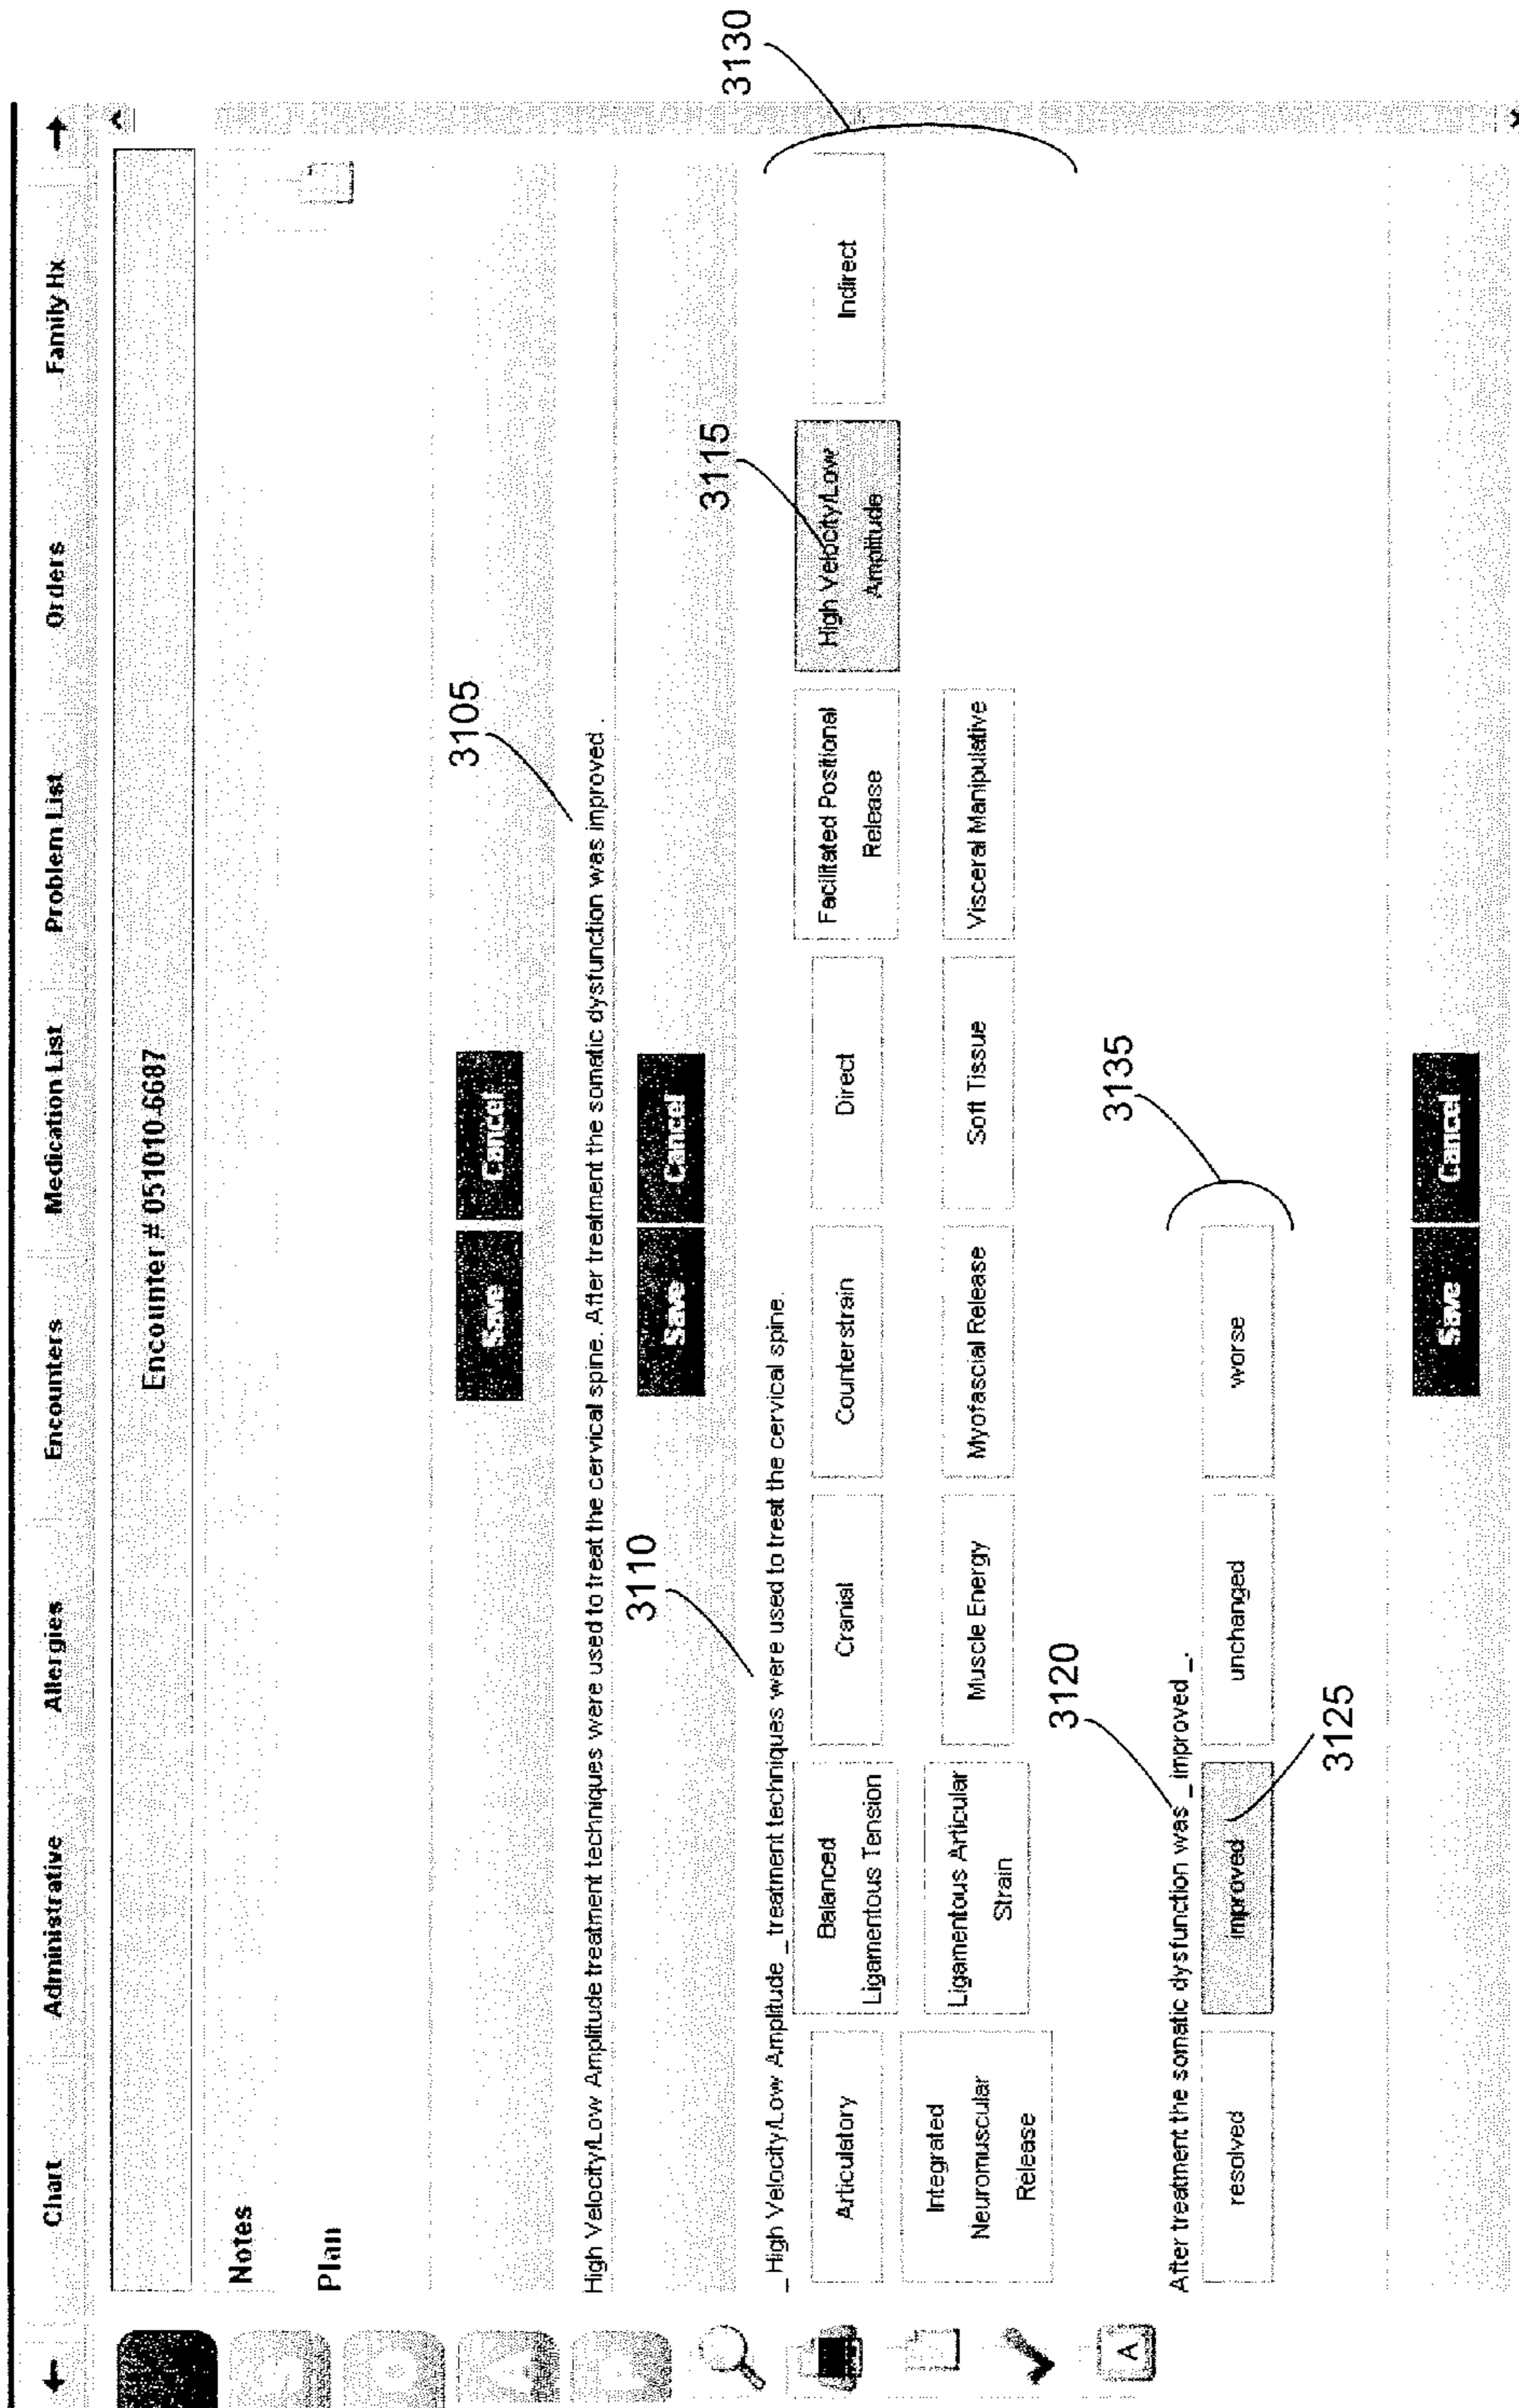 Chart Administrative Allergies Encounters Medication List Problem List Orders Family Hx
Encounter # 051010-6687
Notes
Plan
Save Cancel
3105
High Velocity/Low Amplitude treatment techniques were used to treat the cervical spine. After treatment the somatic dysfunction was improved .
Save Cancel
3110
3115
3130
_High Velocity/Low Amplitude _ treatment techniques were used to treat the cervical spine.
Articulatory
Balanced
Ligamentous Tension
Cranial
Counterstrain
Direct
Facilitated Positional
Release
High Velocity/Low
Amplitude
Indirect
Integrated
Neuromuscular
Release
Ligamentous Articular
Strain
Muscle Energy
Myofascial Release
Soft Tissue
Visceral Manipulative
3120
3135
After treatment the somatic dysfunction was _ improved _.
resolved improved unchanged worse
3125
Save Cancel
S
O
A
P
A